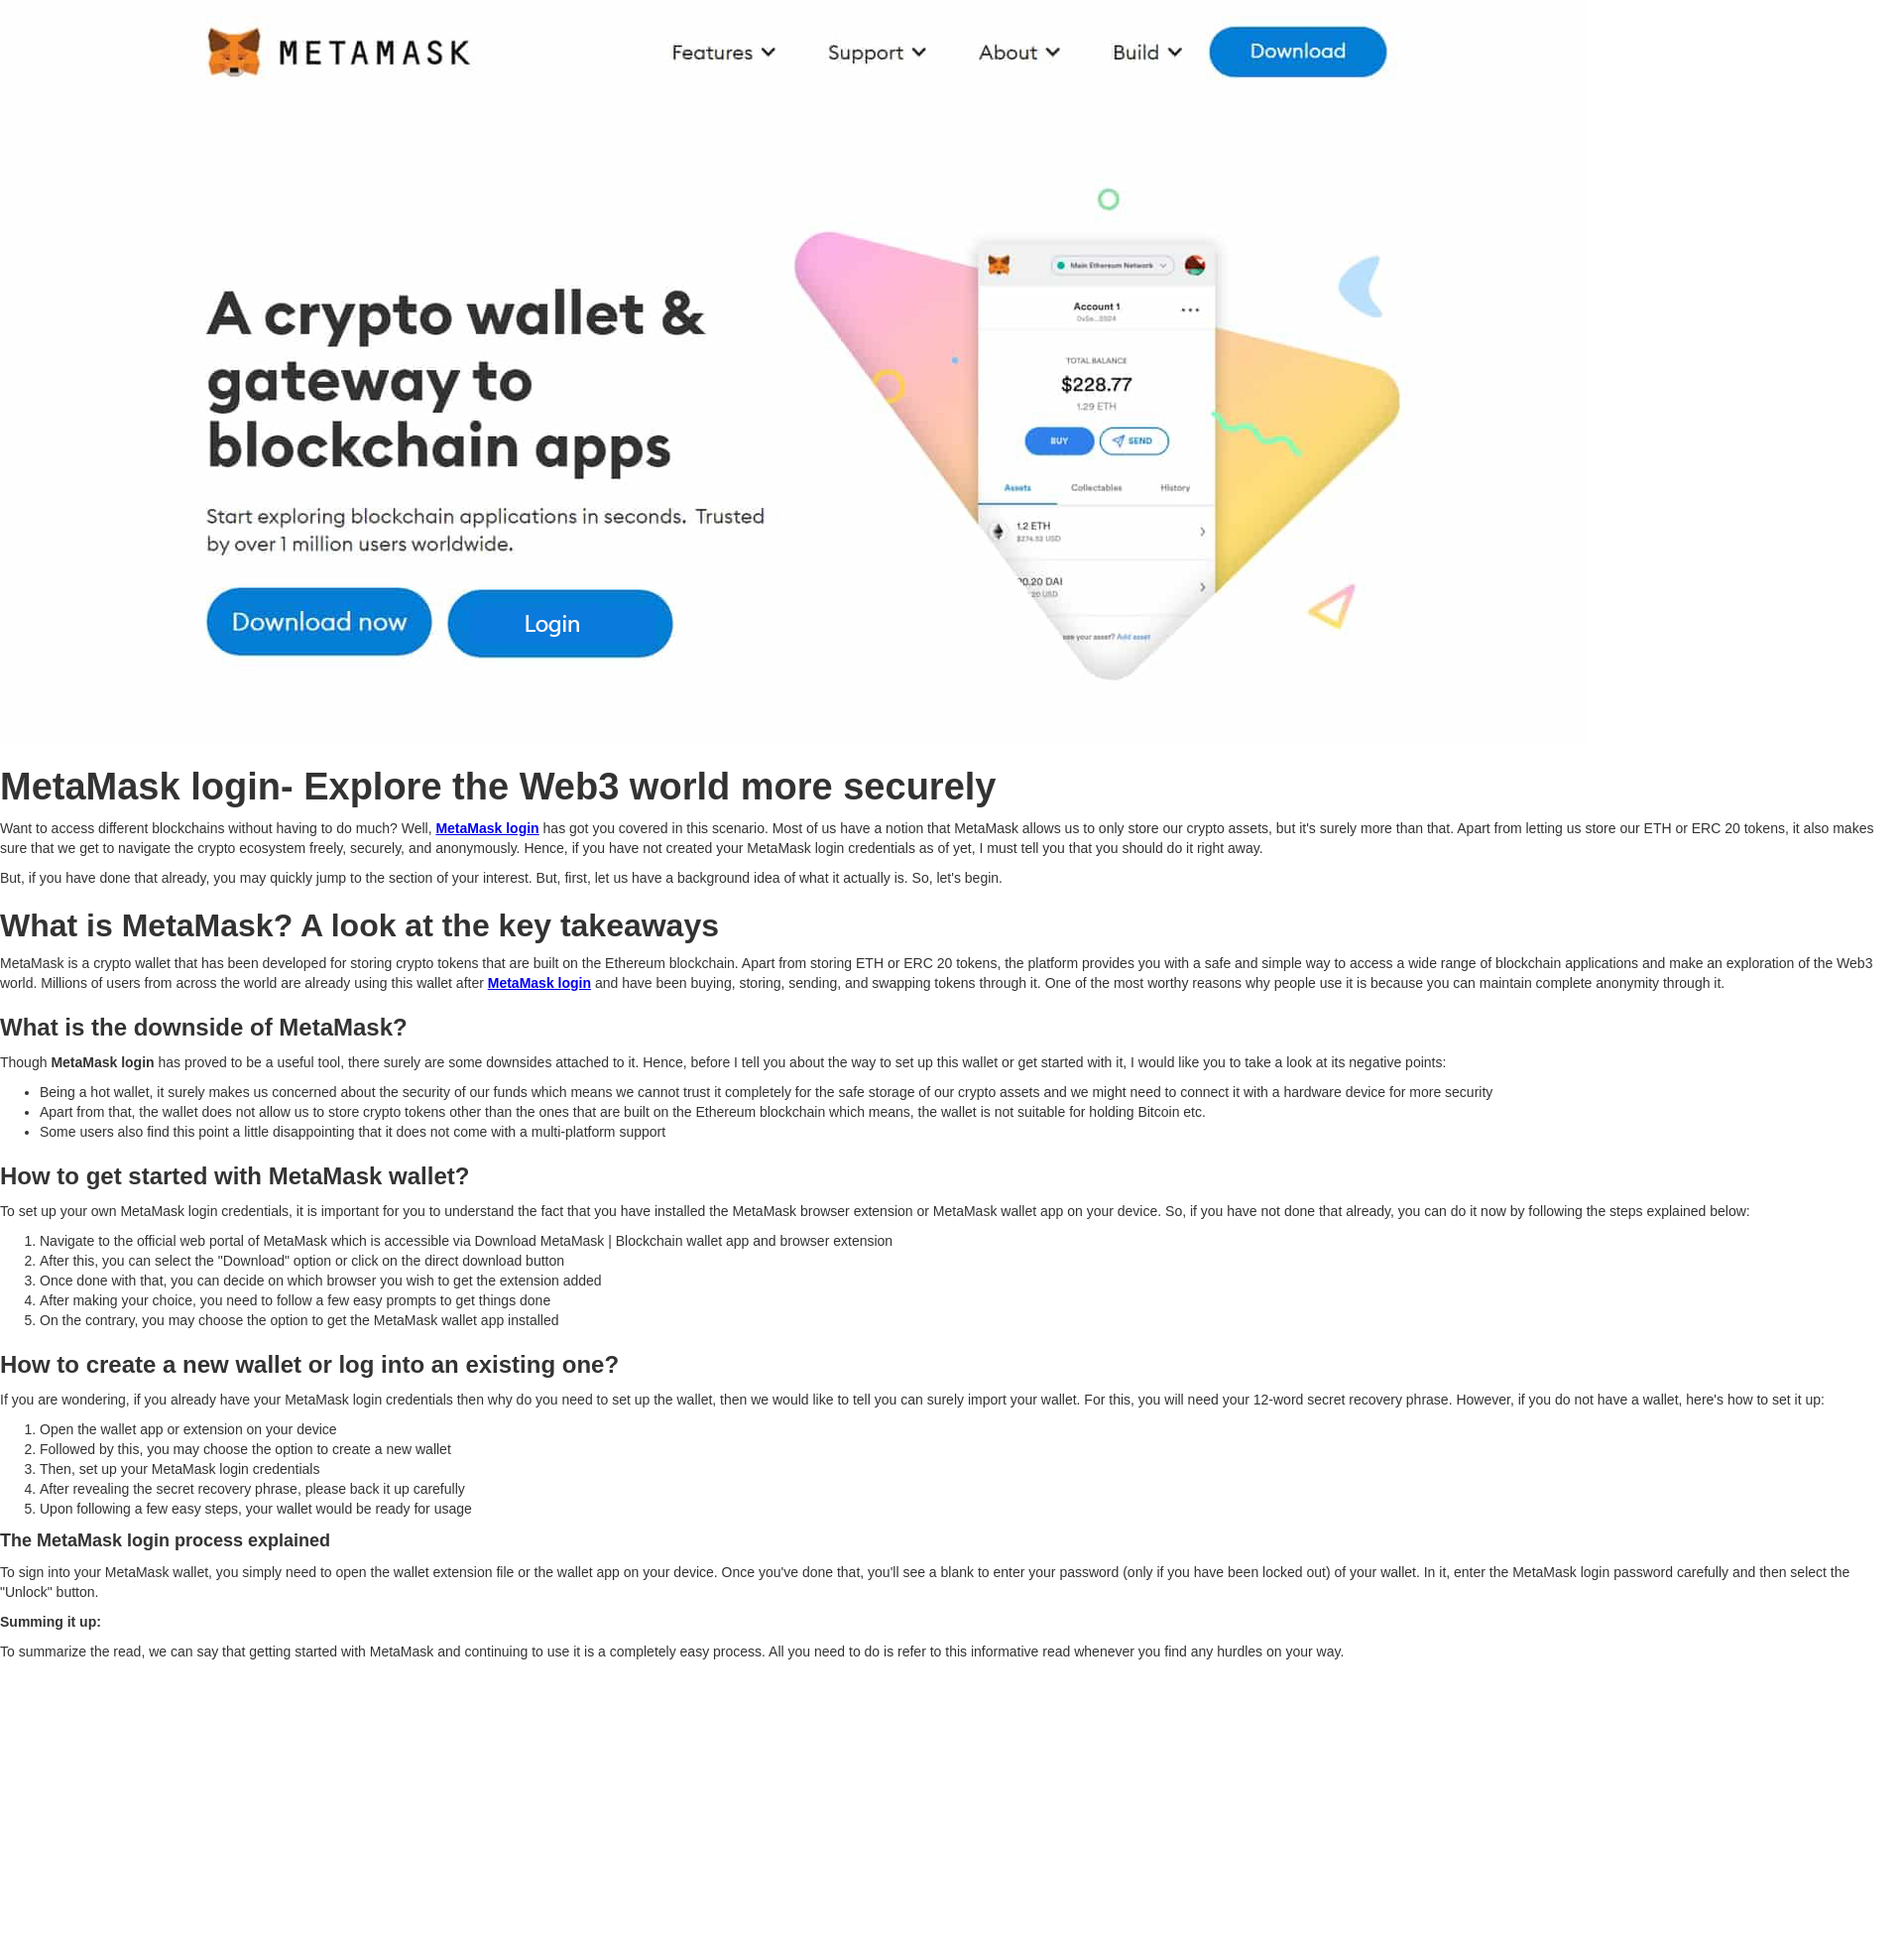 METAMASK
Features
Support
About
Build
Download
Main Ethereum Network
Account 1
TOTAL BALANCE
$228.77
1.29 ETH
BUY
SEND
Assets
Collectables
History
1.2 ETH
$274.53 USD
see your asset? Add asset
A crypto wallet &
gateway to
blockchain apps
Start exploring blockchain applications in seconds. Trusted
by over 1 million users worldwide.
Download now
Login
MetaMask login- Explore the Web3 world more securely
Want to access different blockchains without having to do much? Well, MetaMask login has got you covered in this scenario. Most of us have a notion that MetaMask allows us to only store our crypto assets, but it's surely more than that. Apart from letting us store our ETH or ERC 20 tokens, it also makes
sure that we get to navigate the crypto ecosystem freely, securely, and anonymously. Hence, if you have not created your MetaMask login credentials as of yet, I must tell you that you should do it right away.
But, if you have done that already, you may quickly jump to the section of your interest. But, first, let us have a background idea of what it actually is. So, let's begin.
What is MetaMask? A look at the key takeaways
MetaMask is a crypto wallet that has been developed for storing crypto tokens that are built on the Ethereum blockchain. Apart from storing ETH or ERC 20 tokens, the platform provides you with a safe and simple way to access a wide range of blockchain applications and make an exploration of the Web3
world. Millions of users from across the world are already using this wallet after MetaMask login and have been buying, storing, sending, and swapping tokens through it. One of the most worthy reasons why people use it is because you can maintain complete anonymity through it.
What is the downside of MetaMask?
Though MetaMask login has proved to be a useful tool, there surely are some downsides attached to it. Hence, before I tell you about the way to set up this wallet or get started with it, I would like you to take a look at its negative points:
• Being a hot wallet, it surely makes us concerned about the security of our funds which means we cannot trust it completely for the safe storage of our crypto assets and we might need to connect it with a hardware device for more security
• Apart from that, the wallet does not allow us to store crypto tokens other than the ones that are built on the Ethereum blockchain which means, the wallet is not suitable for holding Bitcoin etc.
• Some users also find this point a little disappointing that it does not come with a multi-platform support
How to get started with MetaMask wallet?
To set up your own MetaMask login credentials, it is important for you to understand the fact that you have installed the MetaMask browser extension or MetaMask wallet app on your device. So, if you have not done that already, you can do it now by following the steps explained below:
1. Navigate to the official web portal of MetaMask which is accessible via Download MetaMask | Blockchain wallet app and browser extension
2. After this, you can select the "Download" option or click on the direct download button
3. Once done with that, you can decide on which browser you wish to get the extension added
4. After making your choice, you need to follow a few easy prompts to get things done
5. On the contrary, you may choose the option to get the MetaMask wallet app installed
How to create a new wallet or log into an existing one?
If you are wondering, if you already have your MetaMask login credentials then why do you need to set up the wallet, then we would like to tell you can surely import your wallet. For this, you will need your 12-word secret recovery phrase. However, if you do not have a wallet, here's how to set it up:
1. Open the wallet app or extension on your device
2. Followed by this, you may choose the option to create a new wallet
3. Then, set up your MetaMask login credentials
4. After revealing the secret recovery phrase, please back it up carefully
5. Upon following a few easy steps, your wallet would be ready for usage
The MetaMask login process explained
To sign into your MetaMask wallet, you simply need to open the wallet extension file or the wallet app on your device. Once you've done that, you'll see a blank to enter your password (only if you have been locked out) of your wallet. In it, enter the MetaMask login password carefully and then select the
"Unlock" button.
Summing it up:
To summarize the read, we can say that getting started with MetaMask and continuing to use it is a completely easy process. All you need to do is refer to this informative read whenever you find any hurdles on your way.